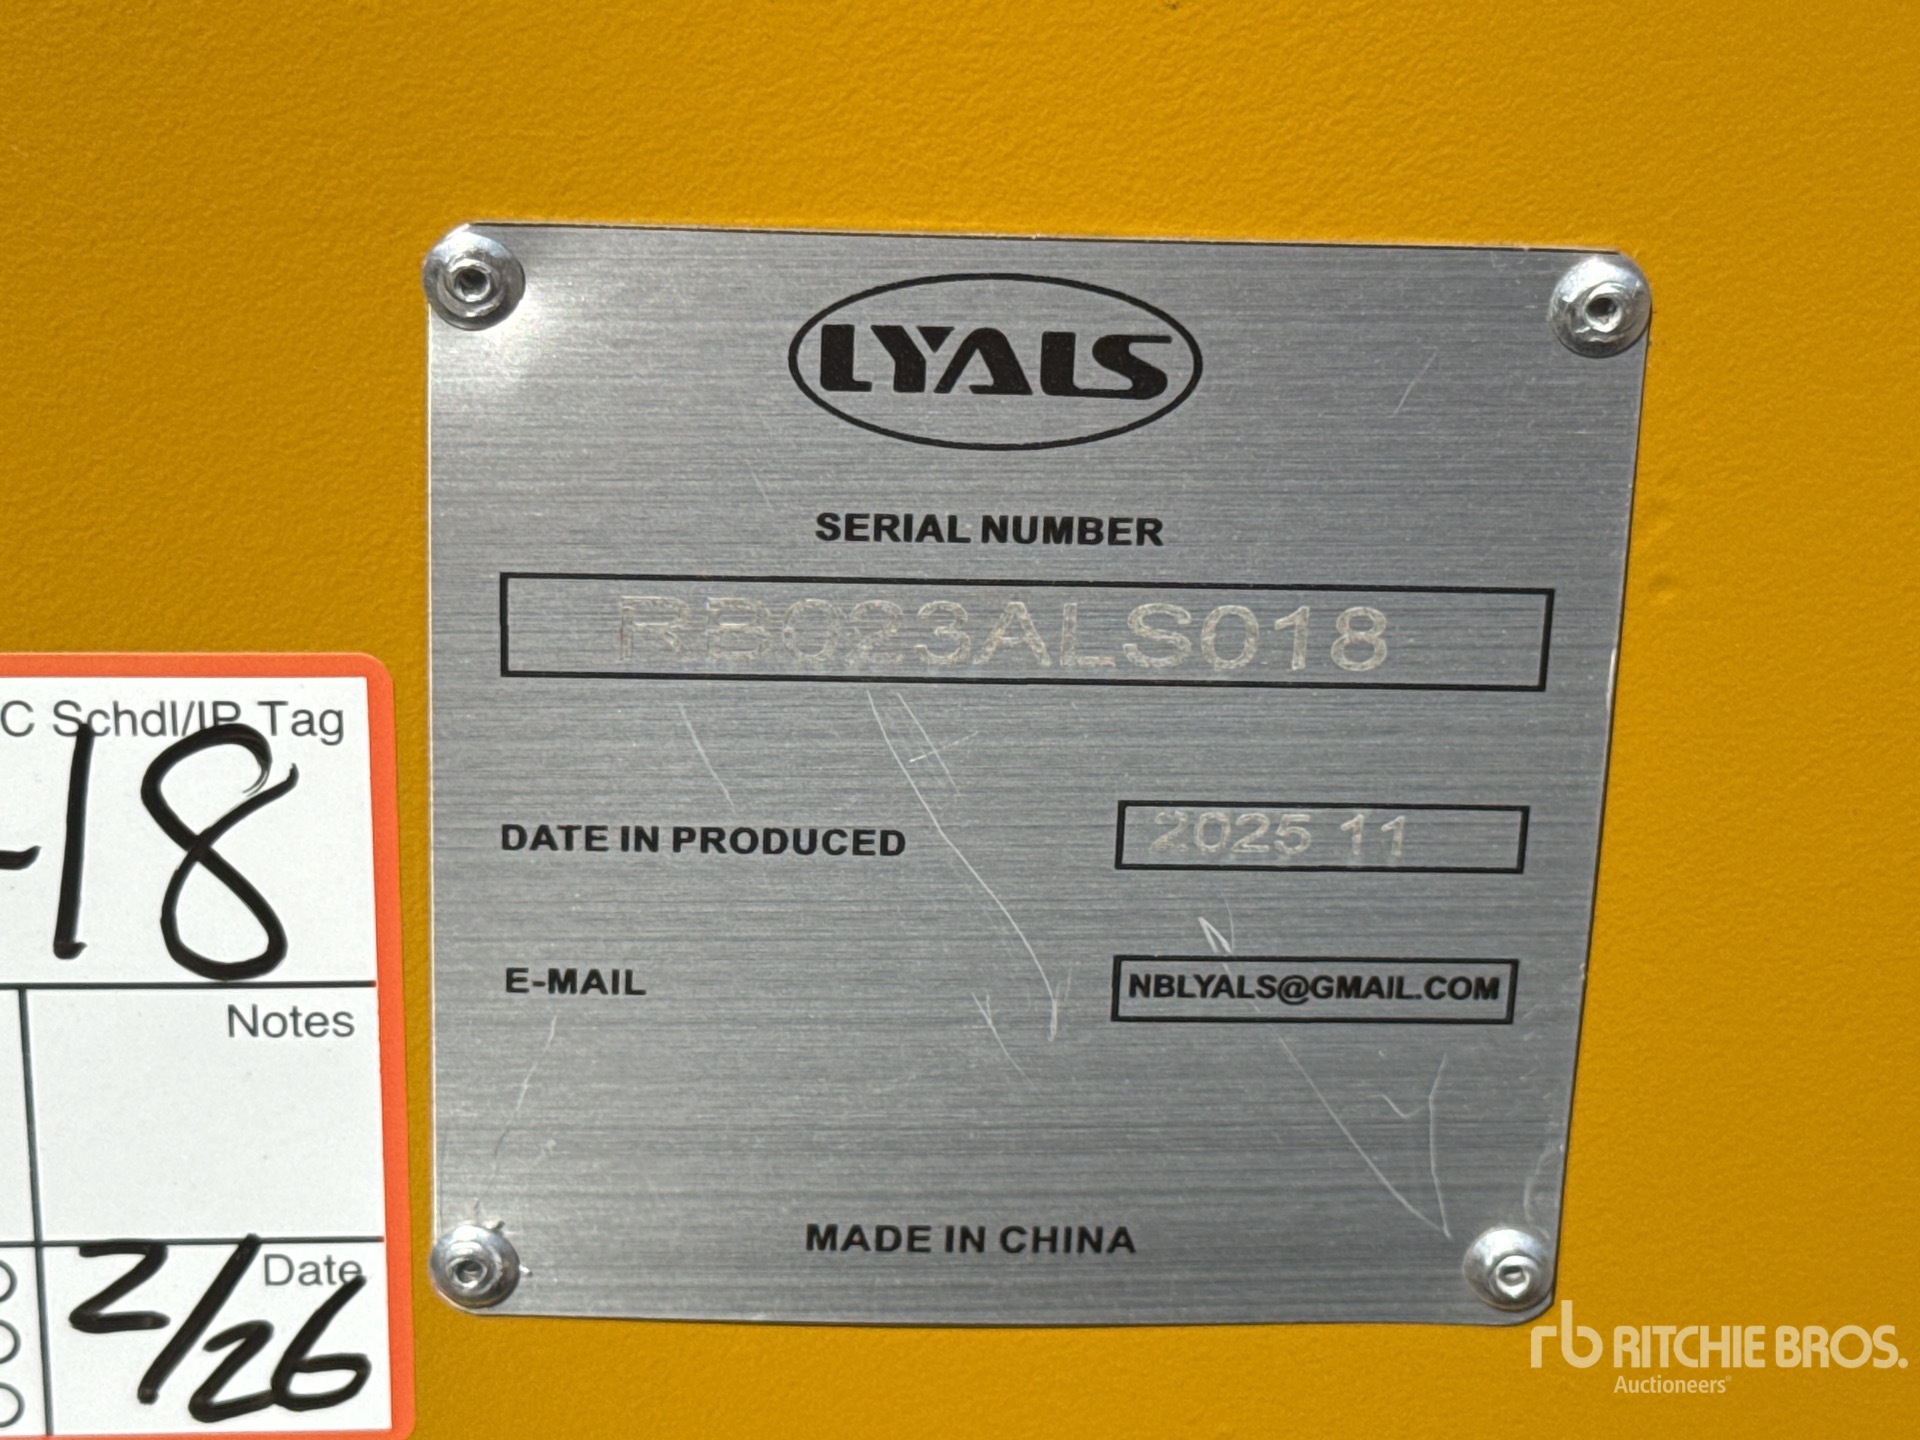 LYALS
SERIAL NUMBER
RB023ALS018
DATE IN PRODUCED 2025 11
E-MAIL NBLYALS@GMAIL.COM
MADE IN CHINA
C Schdl/IP Tag
-18
Notes
Date
2/26
rb RITCHIE BROS.
Auctioneers